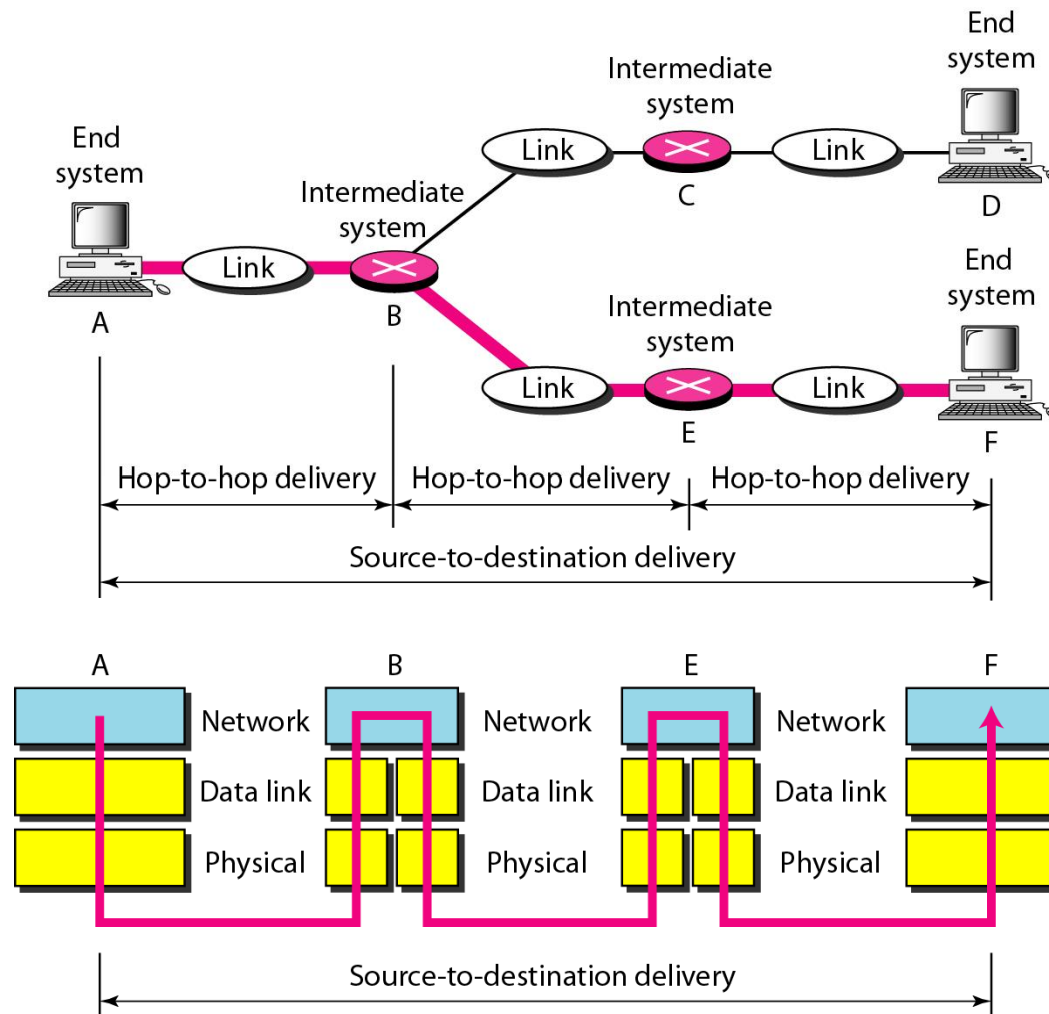 End
system
Intermediate
system
End
system
Link
Link
Intermediate
system
C
D
Link
A
B
End
system
Intermediate
system
Link
Link
E
F
Hop-to-hop delivery
Hop-to-hop delivery
Hop-to-hop delivery
Source-to-destination delivery
A
B
E
F
Network
Network
Network
Data link
Data link
Data link
Physical
Physical
Physical
Source-to-destination delivery